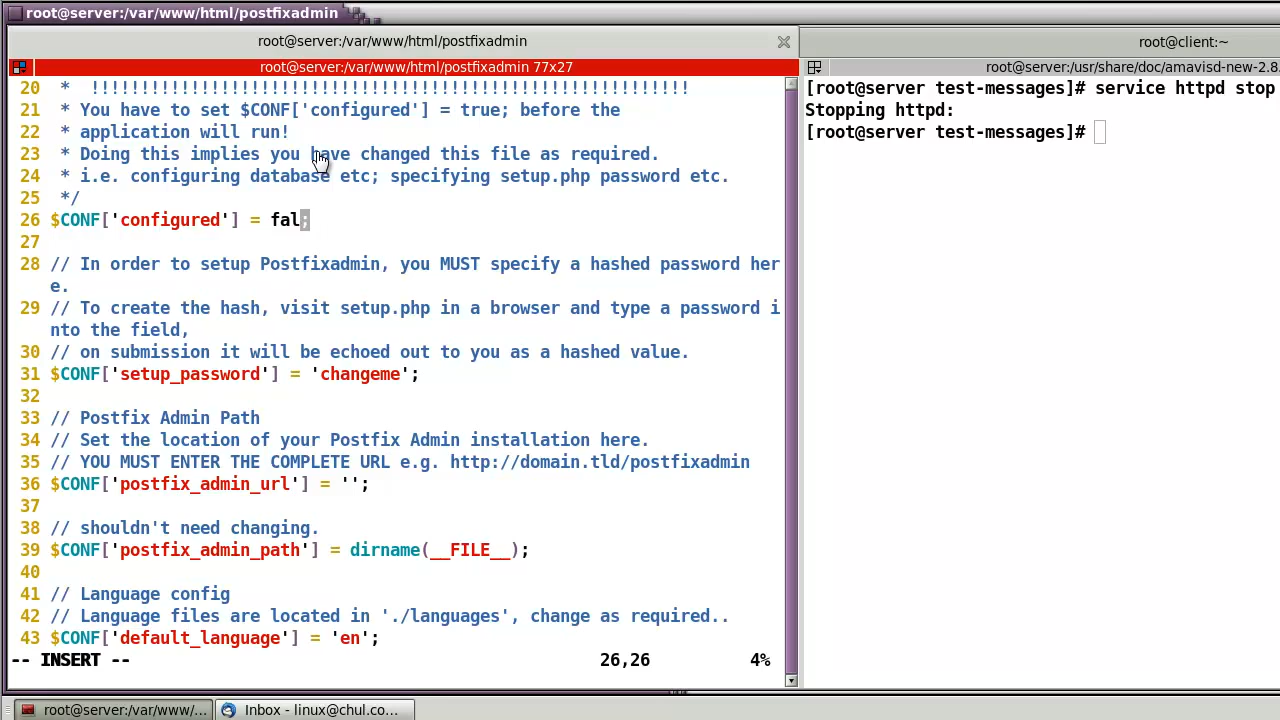 root@server:/var/www/html/postfixadmin
root@server:/var/www/html/postfixadmin
root@server:/var/www/html/postfixadmin 77x27
20  *  !!!!!!!!!!!!!!!!!!!!!!!!!!!!!!!!!!!!!!!!!!!!!!!!!!!!!!!!!!!!
21  * You have to set $CONF['configured'] = true; before the
22  * application will run!
23  * Doing this implies you have changed this file as required.
24  * i.e. configuring database etc; specifying setup.php password etc.
25  */
26 $CONF['configured'] = fal;
27
28 // In order to setup Postfixadmin, you MUST specify a hashed password her
e.
29 // To create the hash, visit setup.php in a browser and type a password i
nto the field,
30 // on submission it will be echoed out to you as a hashed value.
31 $CONF['setup_password'] = 'changeme';
32
33 // Postfix Admin Path
34 // Set the location of your Postfix Admin installation here.
35 // YOU MUST ENTER THE COMPLETE URL e.g. http://domain.tld/postfixadmin
36 $CONF['postfix_admin_url'] = '';
37
38 // shouldn't need changing.
39 $CONF['postfix_admin_path'] = dirname(__FILE__);
40
41 // Language config
42 // Language files are located in './languages', change as required..
43 $CONF['default_language'] = 'en';
-- INSERT -- 26,26 4%
root@client:~
root@server:/usr/share/doc/amavisd-new-2.8.
[root@server test-messages]# service httpd stop
Stopping httpd:
[root@server test-messages]#
root@server:/var/www/...
Inbox - linux@chul.co...